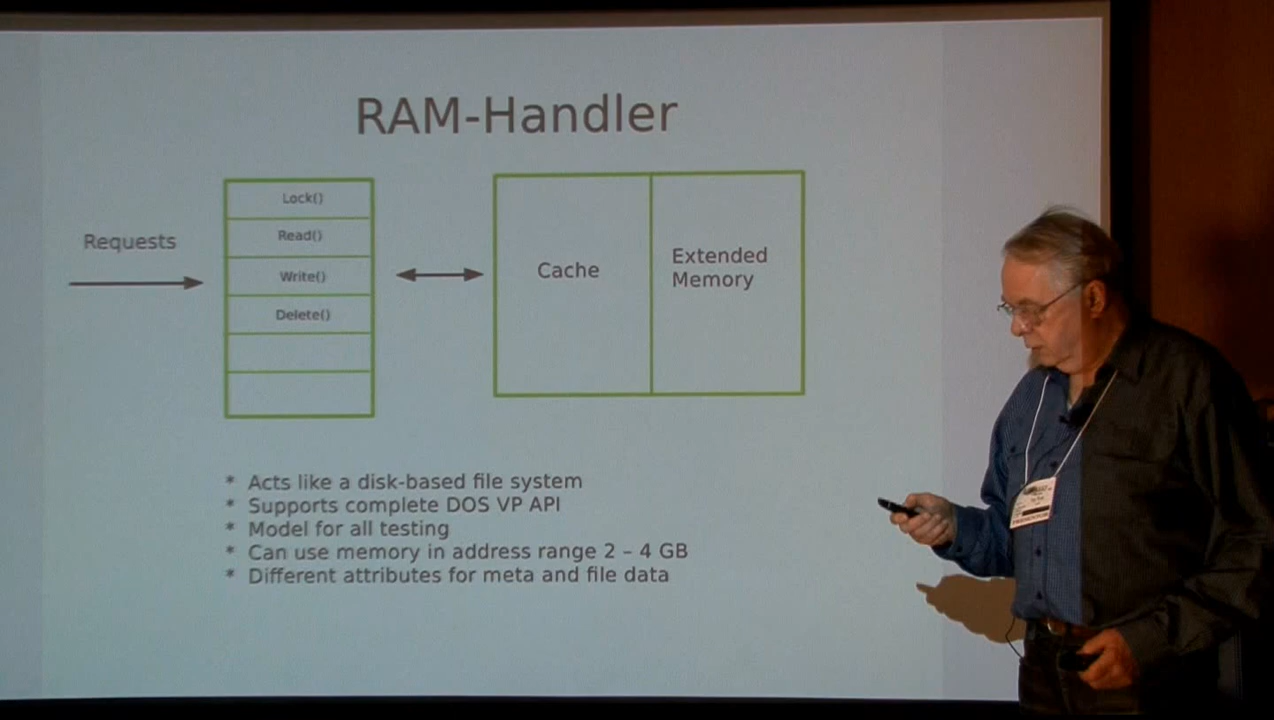 RAM-Handler
Requests
Lock()
Read()
Write()
Delete()
Cache
Extended
Memory
* Acts like a disk-based file system
* Supports complete DOS VP API
* Model for all testing
* Can use memory in address range 2 – 4 GB
* Different attributes for meta and file data